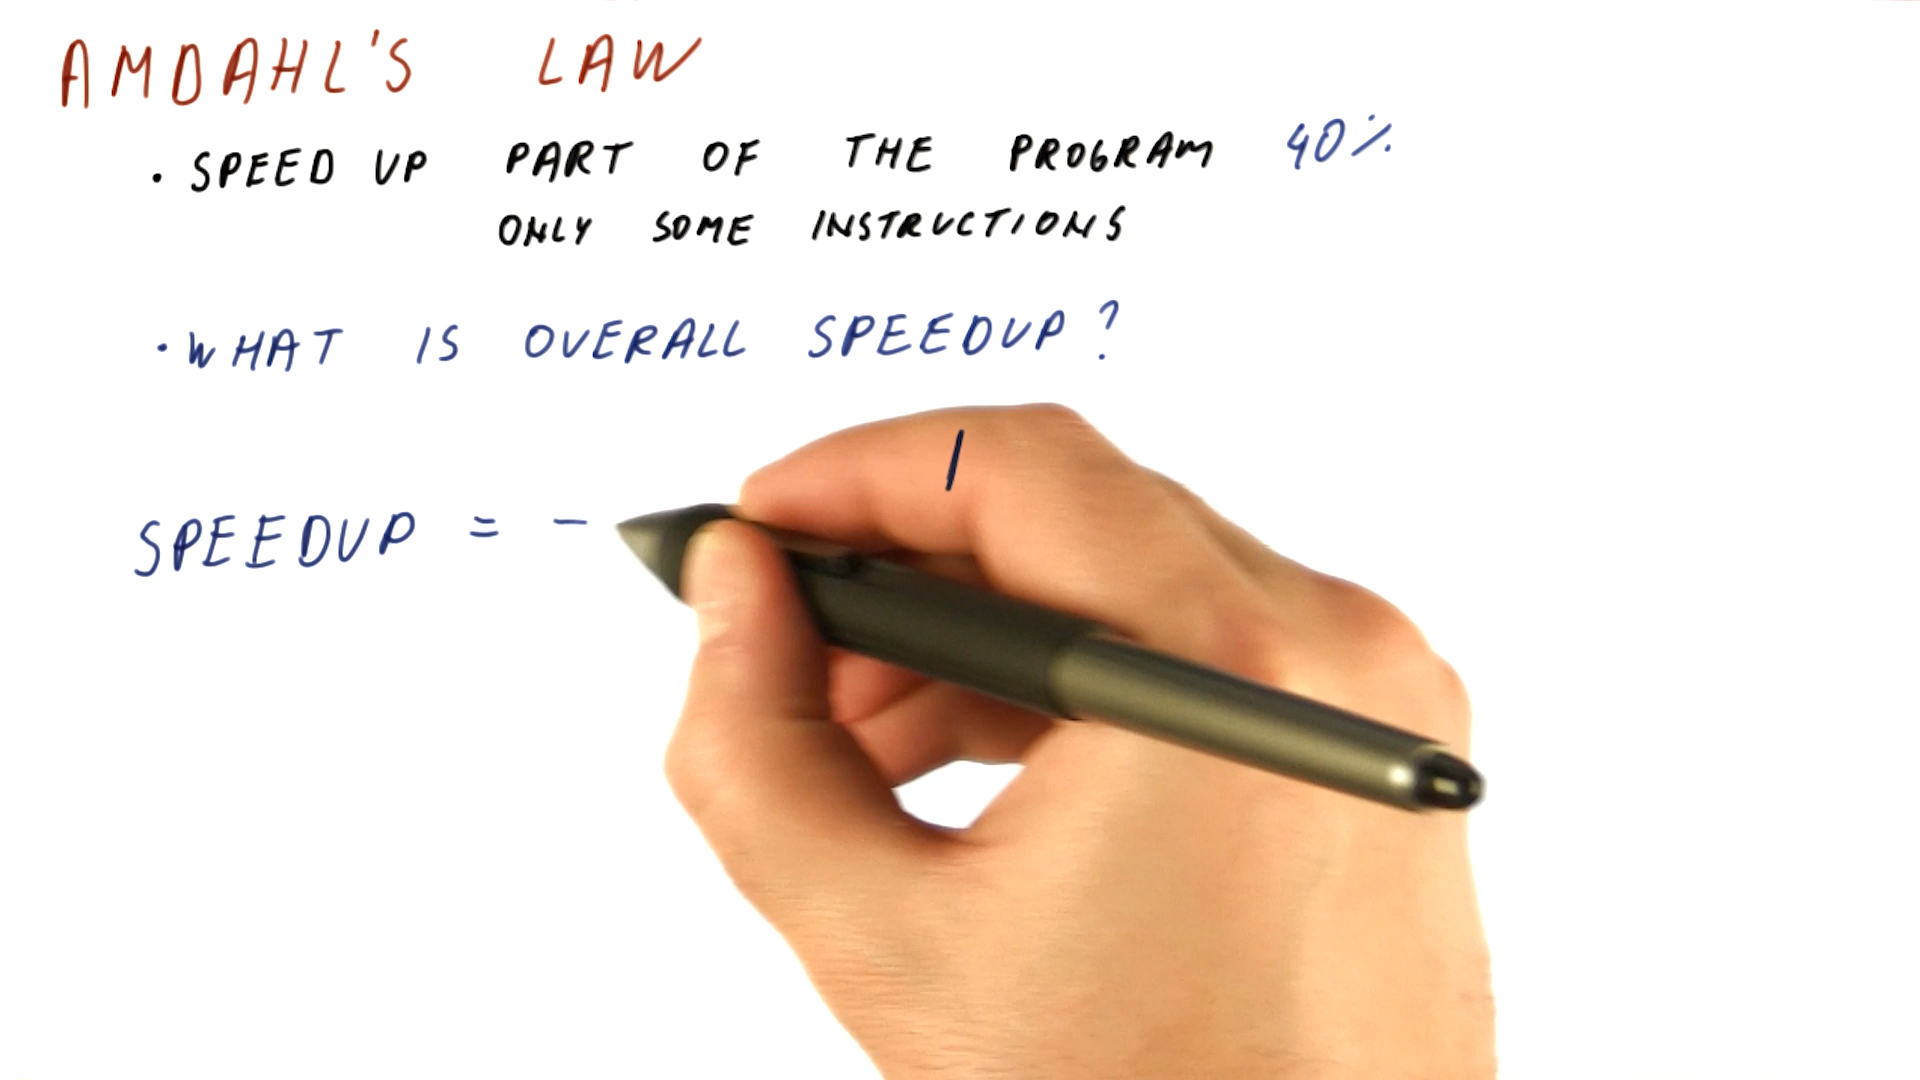 AMDAHL'S LAW
· SPEED UP PART OF THE PROGRAM 40%
ONLY SOME INSTRUCTIONS
· WHAT IS OVERALL SPEEDUP?
1
SPEEDUP = -